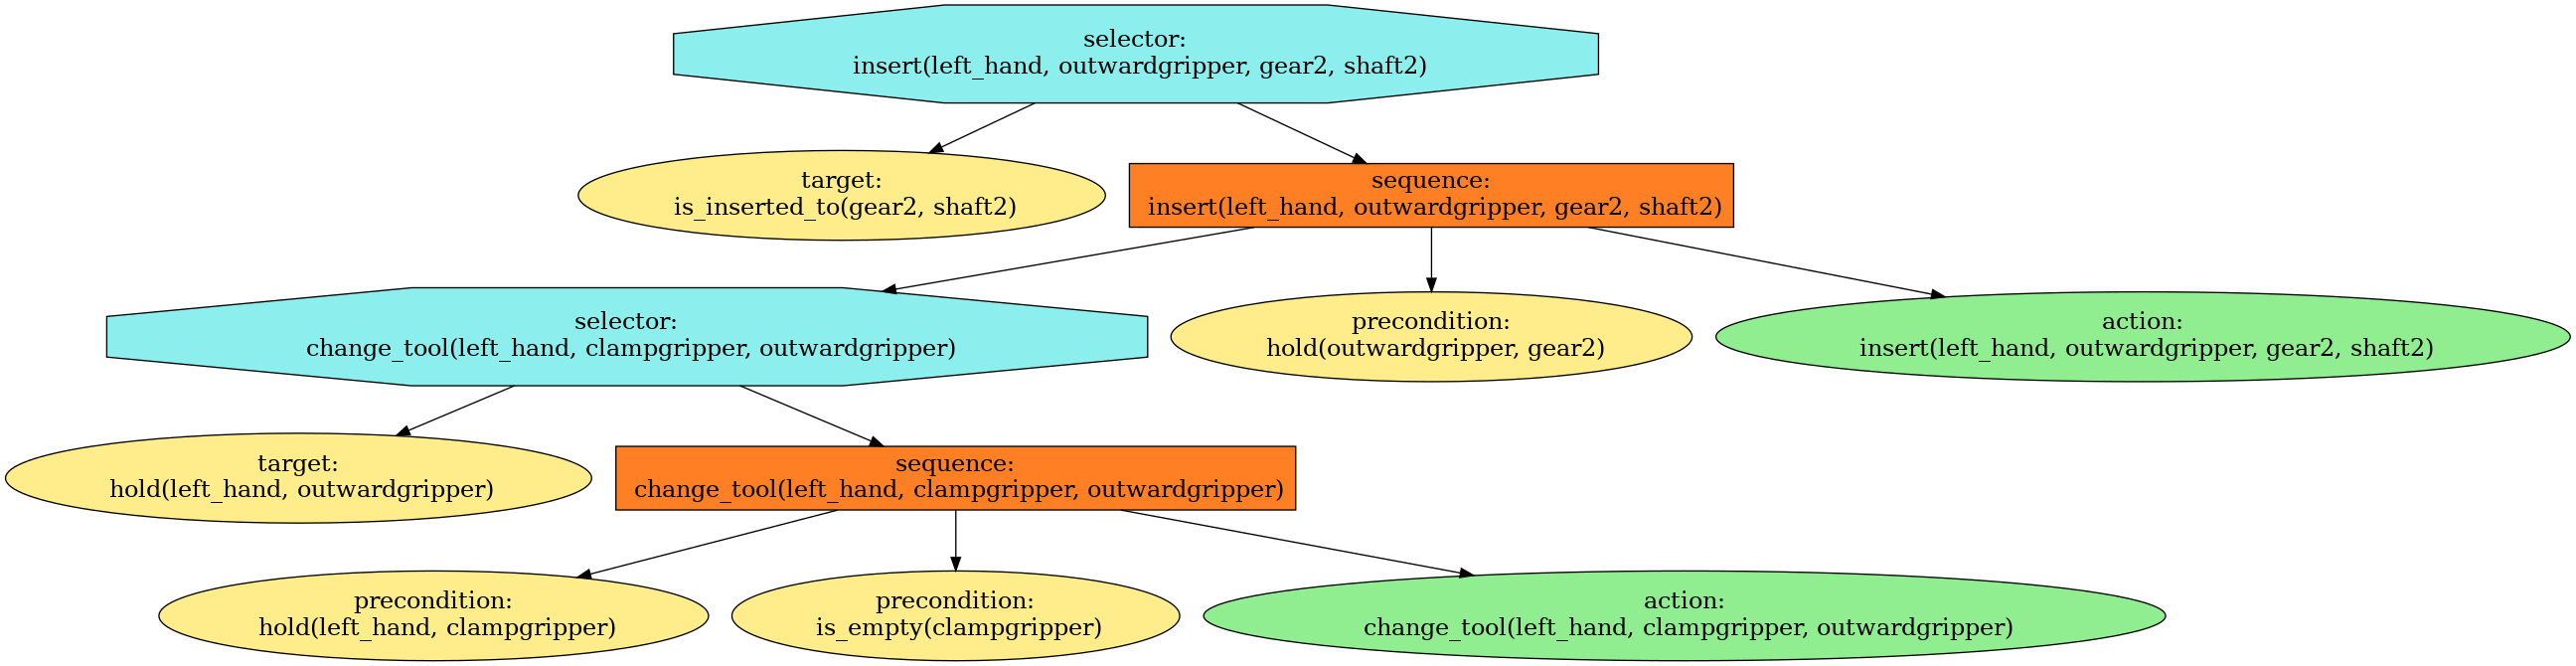 selector:
insert(left_hand, outwardgripper, gear2, shaft2)
target:
is_inserted_to(gear2, shaft2)
sequence:
insert(left_hand, outwardgripper, gear2, shaft2)
selector:
change_tool(left_hand, clampgripper, outwardgripper)
precondition:
hold(outwardgripper, gear2)
action:
insert(left_hand, outwardgripper, gear2, shaft2)
target:
hold(left_hand, outwardgripper)
sequence:
change_tool(left_hand, clampgripper, outwardgripper)
precondition:
hold(left_hand, clampgripper)
precondition:
is_empty(clampgripper)
action:
change_tool(left_hand, clampgripper, outwardgripper)